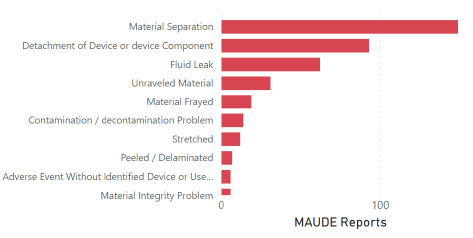 Material Separation
Detachment of Device or device Component
Fluid Leak
Unraveled Material
Material Frayed
Contamination / decontamination Problem
Stretched
Peeled / Delaminated
Adverse Event Without Identified Device or Use...
Material Integrity Problem
0 100
MAUDE Reports